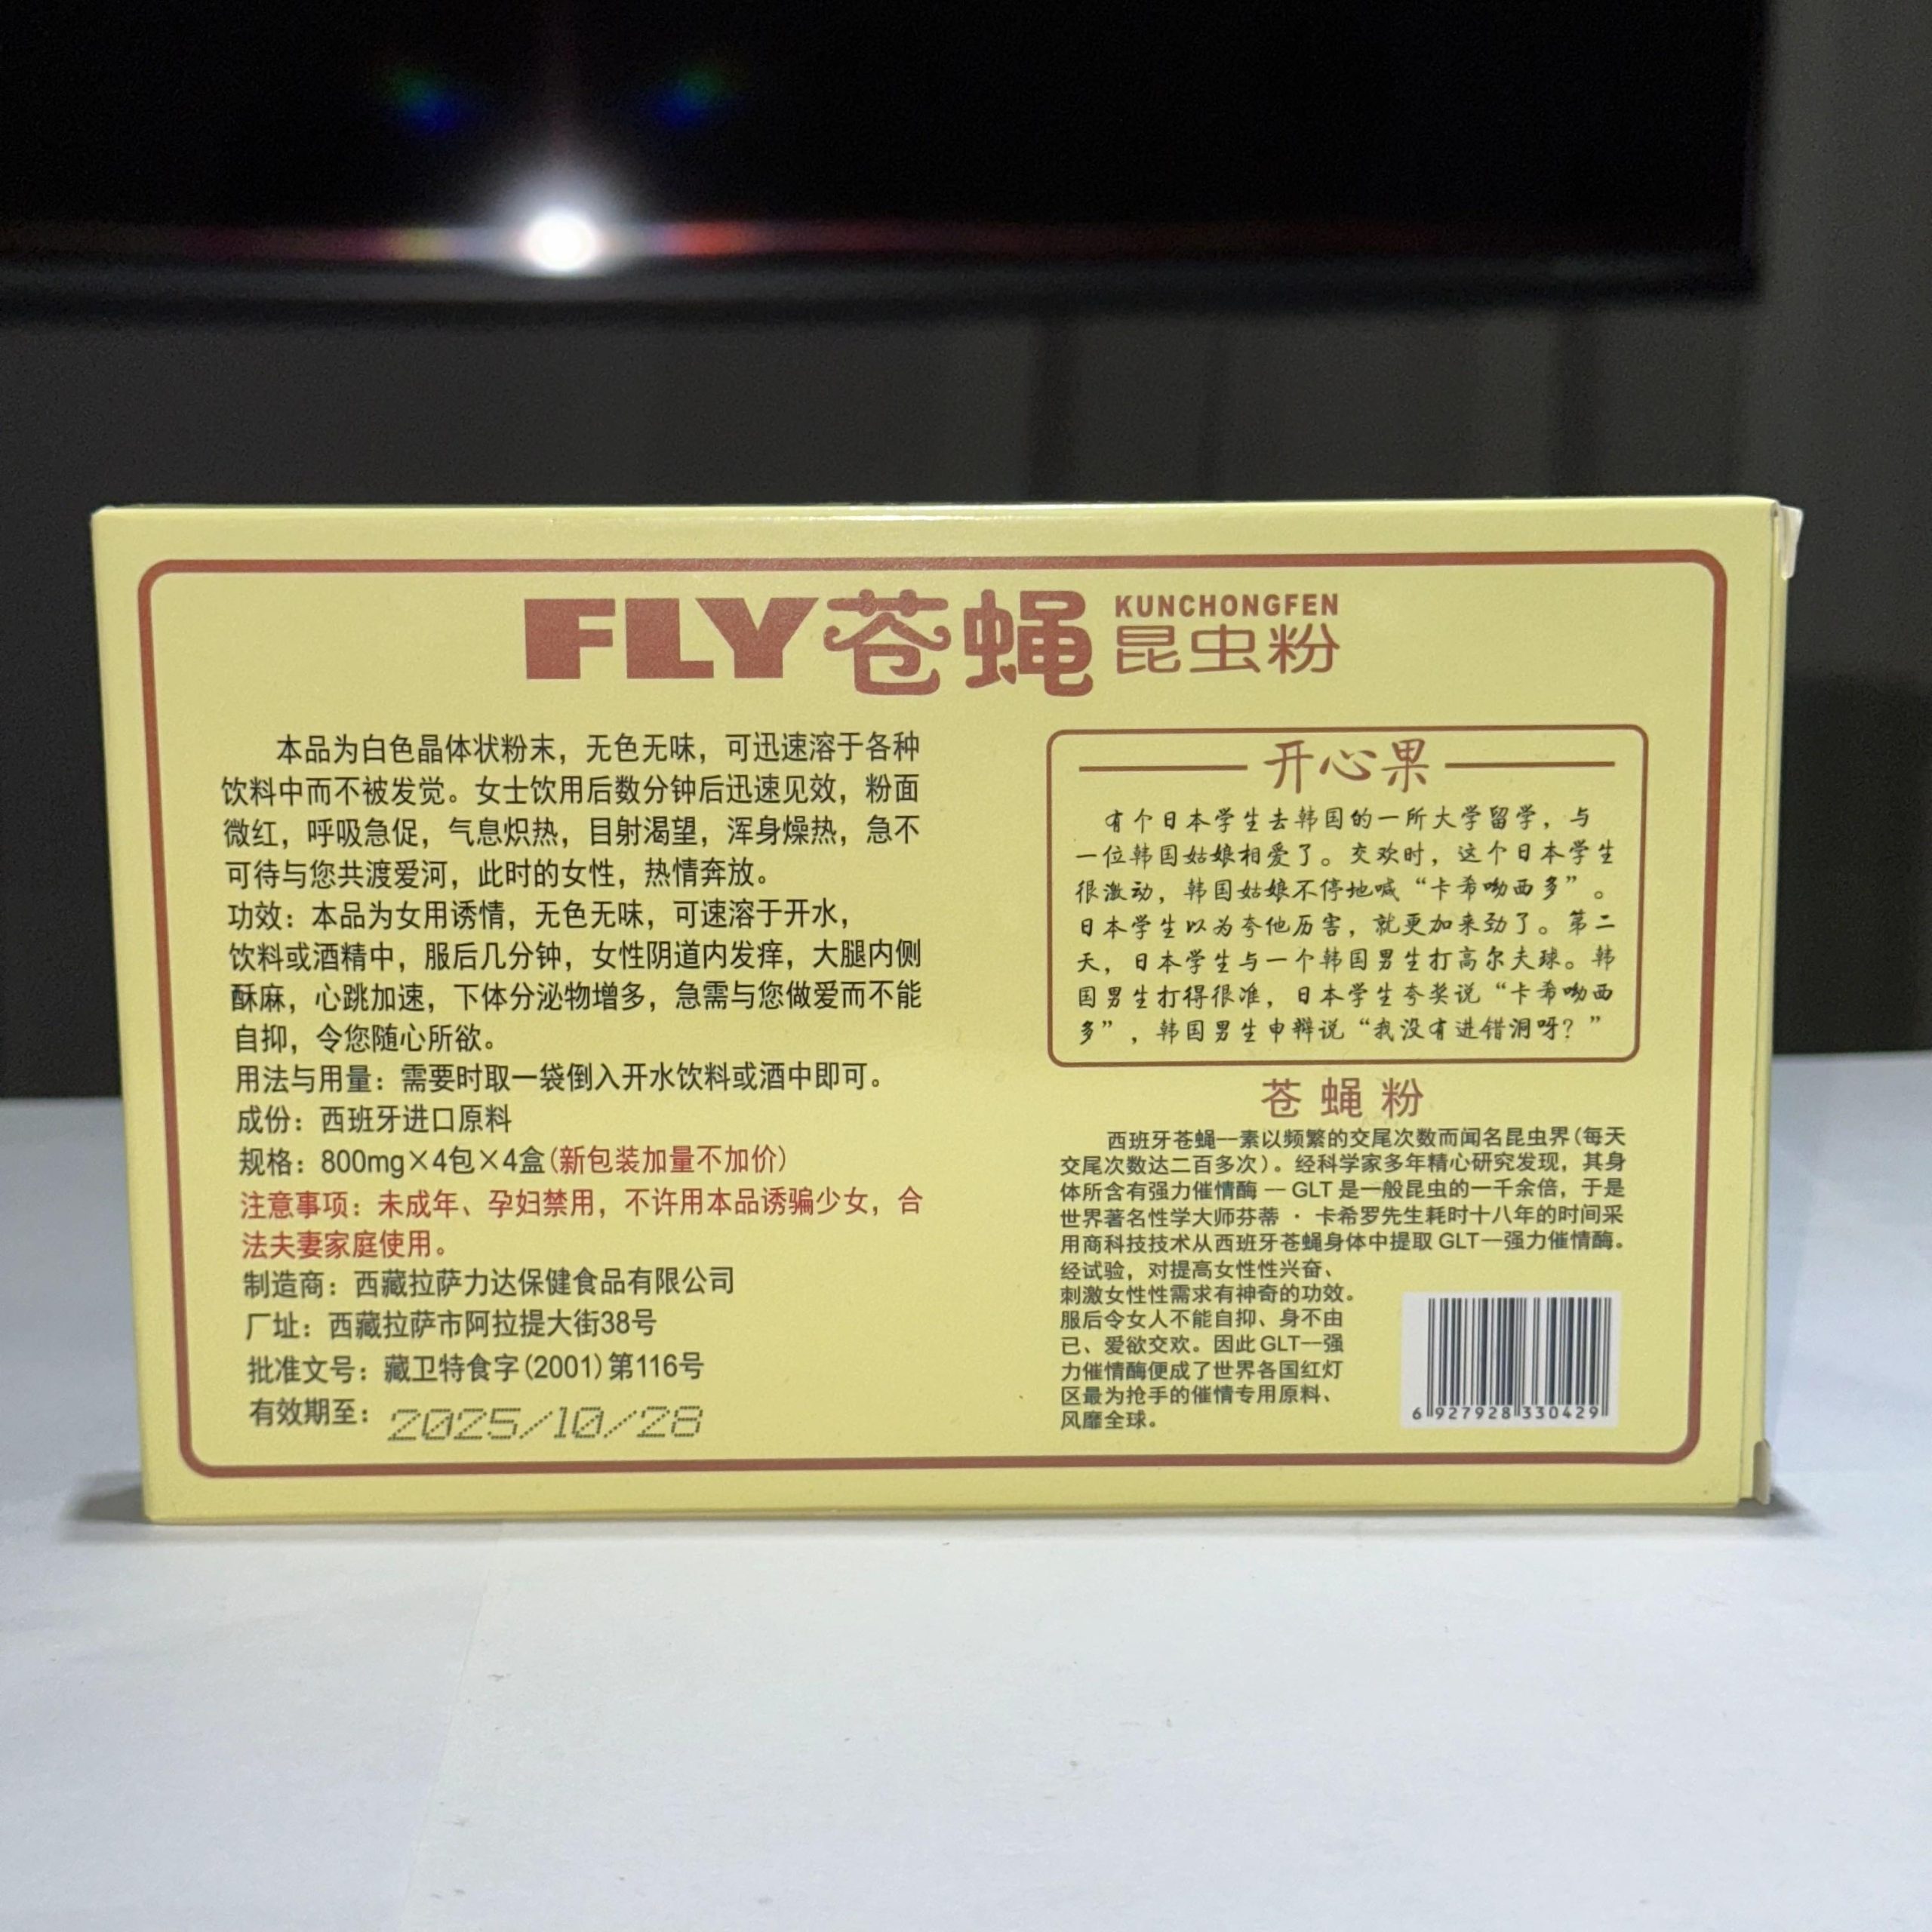 FLY苍蝇 KUNCHONGFEN
昆虫粉
本品为白色晶体状粉末，无色无味，可迅速溶于各种
饮料中而不被发觉。女士饮用后数分钟后迅速见效，粉面
微红，呼吸急促，气息炽热，目射渴望，浑身燥热，急不
可待与您共渡爱河，此时的女性，热情奔放。
功效：本品为女用诱情，无色无味，可速溶于开水，
饮料或酒精中，服后几分钟，女性阴道内发痒，大腿内侧
酥麻，心跳加速，下体分泌物增多，急需与您做爱而不能
自抑，令您随心所欲。
用法与用量：需要时取一袋倒入开水饮料或酒中即可。
成份：西班牙进口原料
规格：800mg×4包×4盒(新包装加量不加价)
注意事项：未成年、孕妇禁用，不许用本品诱骗少女，合
法夫妻家庭使用。
制造商：西藏拉萨力达保健食品有限公司
厂址：西藏拉萨市阿拉提大街38号
批准文号：藏卫特食字(2001)第116号
有效期至：2025/10/28
开心果
有个日本学生去韩国的一所大学留学，与
一位韩国姑娘相爱了。交欢时，这个日本学生
很激动，韩国姑娘不停地喊“卡希呦西多”。
日本学生以为夸他厉害，就更加来劲了。第二
天，日本学生与一个韩国男生打高尔夫球。韩
国男生打得很准，日本学生夸奖说“卡希呦西
多”，韩国男生申辩说“我没有进错洞呀？”
苍蝇粉
西班牙苍蝇--素以频繁的交尾次数而闻名昆虫界(每天
交尾次数达二百多次)。经科学家多年精心研究发现，其身
体所含有强力催情酶 -- GLT 是一般昆虫的一千余倍，于是
世界著名性学大师芬蒂 · 卡希罗先生耗时十八年的时间采
用商科技技术从西班牙苍蝇身体中提取 GLT--强力催情酶。
经试验，对提高女性性兴奋、
刺激女性性需求有神奇的功效。
服后令女人不能自抑、身不由
已、爱欲交欢。因此 GLT--强
力催情酶便成了世界各国红灯
区最为抢手的催情专用原料、
风靡全球。
6 927928 330429